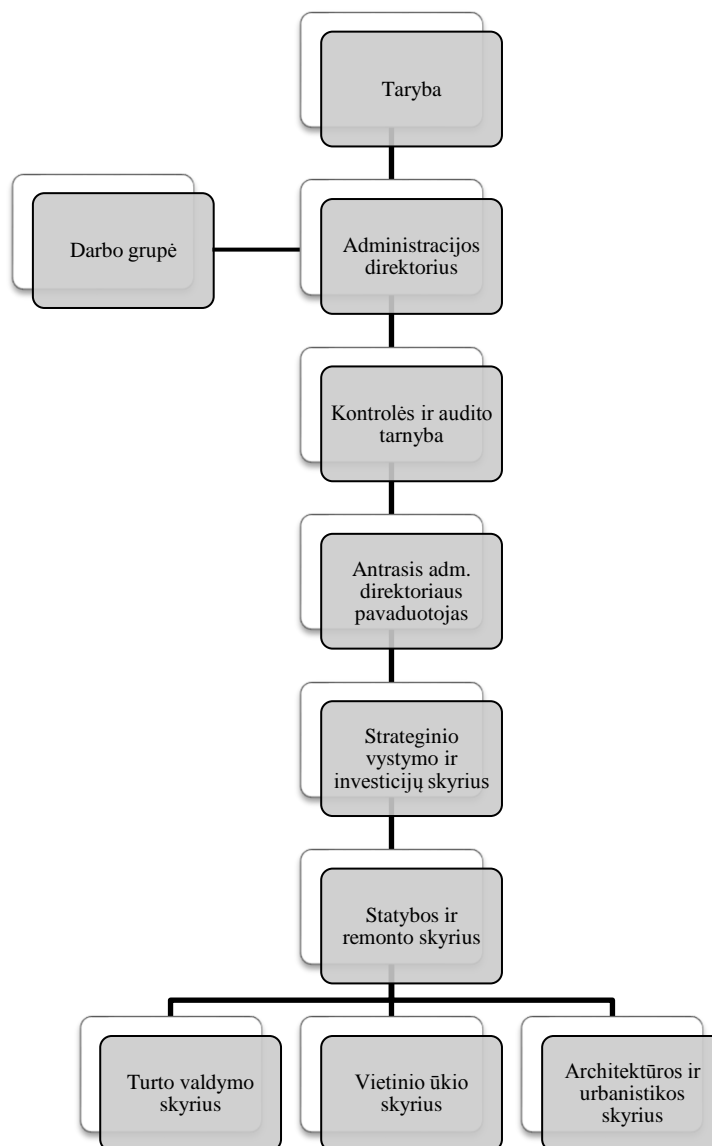 Taryba
Darbo grupė
Administracijos
direktorius
Kontrolės ir audito
tarnyba
Antrasis adm.
direktoriaus
pavaduotojas
Strateginio
vystymo ir
investicijų skyrius
Statybos ir
remonto skyrius
Turto valdymo
skyrius
Vietinio ūkio
skyrius
Architektūros ir
urbanistikos
skyrius